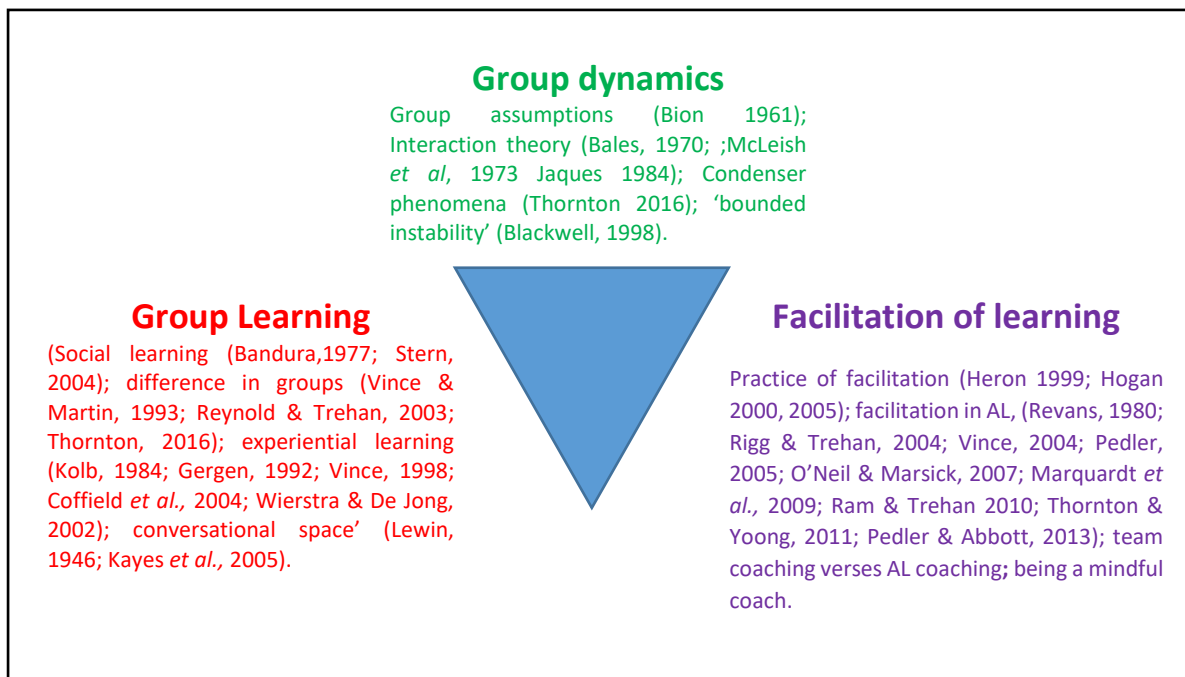 Group dynamics
Group assumptions (Bion 1961);
Interaction theory (Bales, 1970; ;McLeish
et al, 1973 Jaques 1984); Condenser
phenomena (Thornton 2016); ‘bounded
instability’ (Blackwell, 1998).
Group Learning
(Social learning (Bandura,1977; Stern,
2004); difference in groups (Vince &
Martin, 1993; Reynold & Trehan, 2003;
Thornton, 2016); experiential learning
(Kolb, 1984; Gergen, 1992; Vince, 1998;
Coffield et al., 2004; Wierstra & De Jong,
2002); conversational space’ (Lewin,
1946; Kayes et al., 2005).
Facilitation of learning
Practice of facilitation (Heron 1999; Hogan
2000, 2005); facilitation in AL, (Revans, 1980;
Rigg & Trehan, 2004; Vince, 2004; Pedler,
2005; O’Neil & Marsick, 2007; Marquardt et
al., 2009; Ram & Trehan 2010; Thornton &
Yoong, 2011; Pedler & Abbott, 2013); team
coaching verses AL coaching; being a mindful
coach.